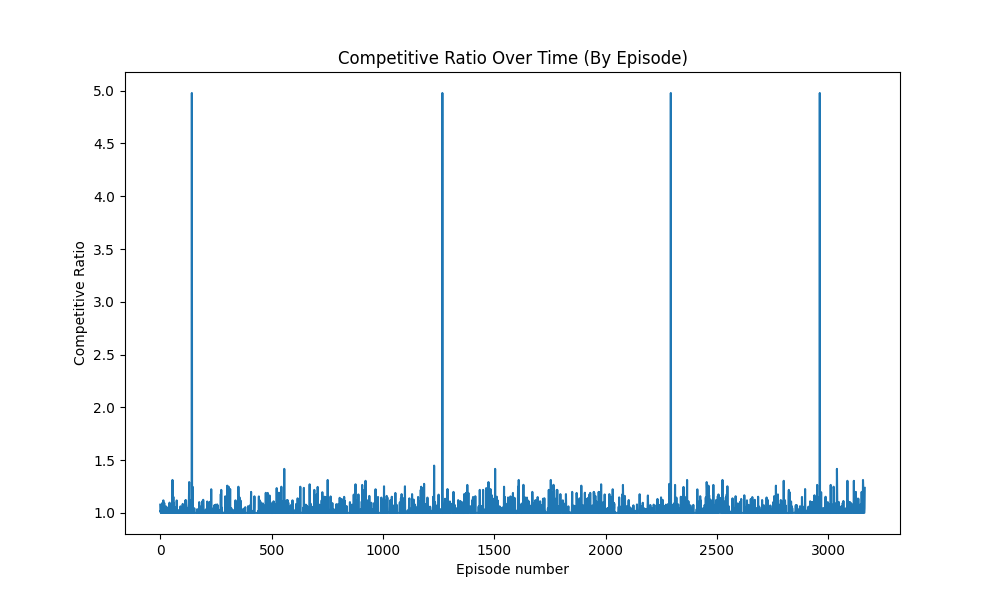 Competitive Ratio Over Time (By Episode)
5.0
4.5
4.0
3.5
3.0
2.5
2.0
1.5
1.0
Competitive Ratio
0 500 1000 1500 2000 2500 3000
Episode number